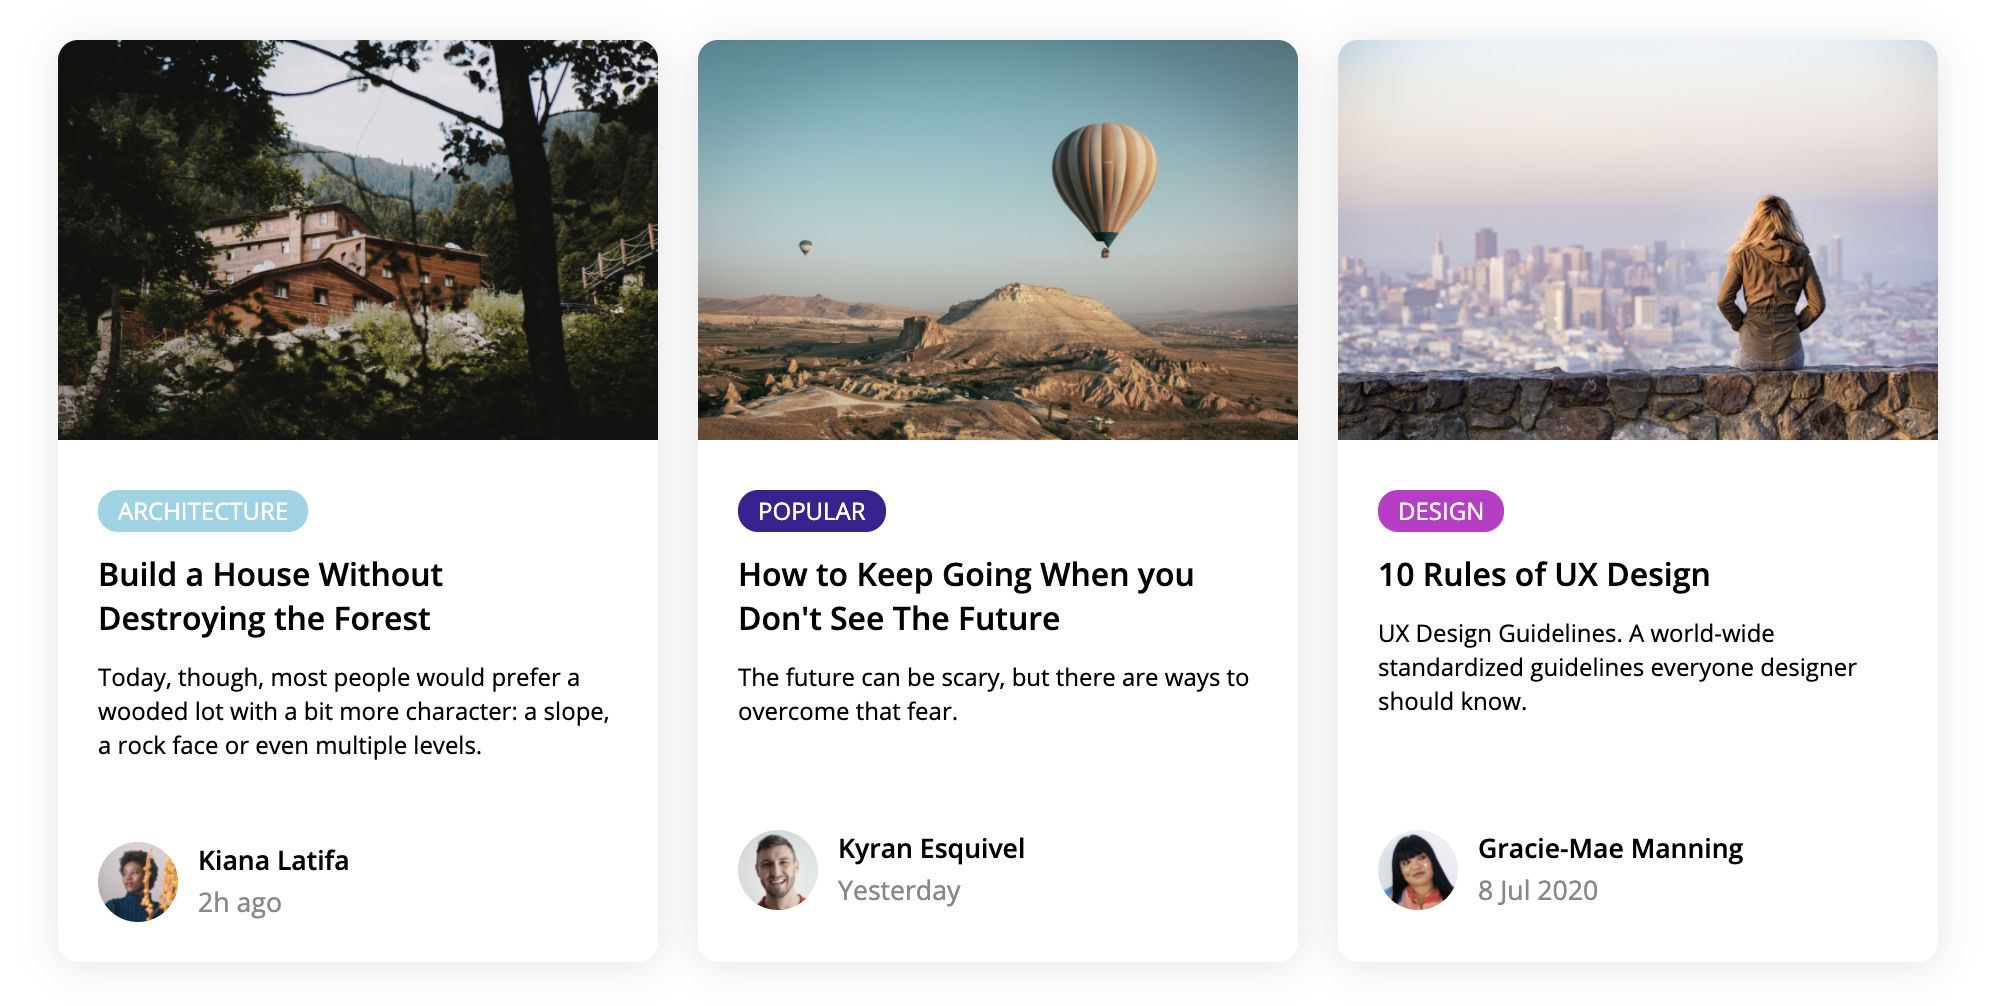 ARCHITECTURE
Build a House Without
Destroying the Forest
Today, though, most people would prefer a
wooded lot with a bit more character: a slope,
a rock face or even multiple levels.
Kiana Latifa
2h ago
POPULAR
How to Keep Going When you
Don't See The Future
The future can be scary, but there are ways to
overcome that fear.
Kyran Esquivel
Yesterday
DESIGN
10 Rules of UX Design
UX Design Guidelines. A world-wide
standardized guidelines everyone designer
should know.
Gracie-Mae Manning
8 Jul 2020